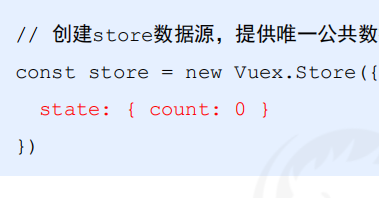 // 创建store数据源，提供唯一公共数
const store = new Vuex.Store({
state: { count: 0 }
})